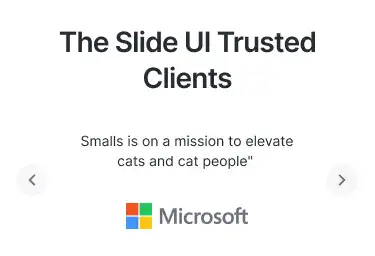 The Slide UI Trusted
Clients
Smalls is on a mission to elevate
cats and cat people"
Microsoft